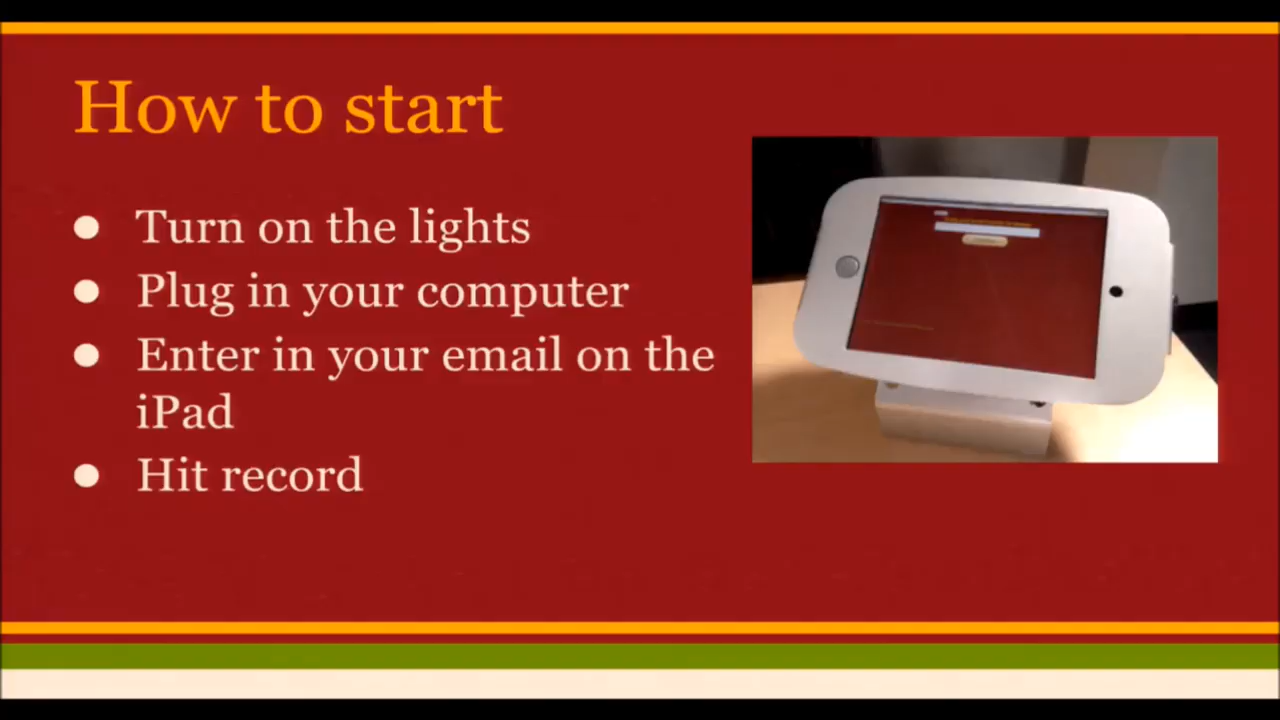 How to start
● Turn on the lights
● Plug in your computer
● Enter in your email on the
iPad
● Hit record